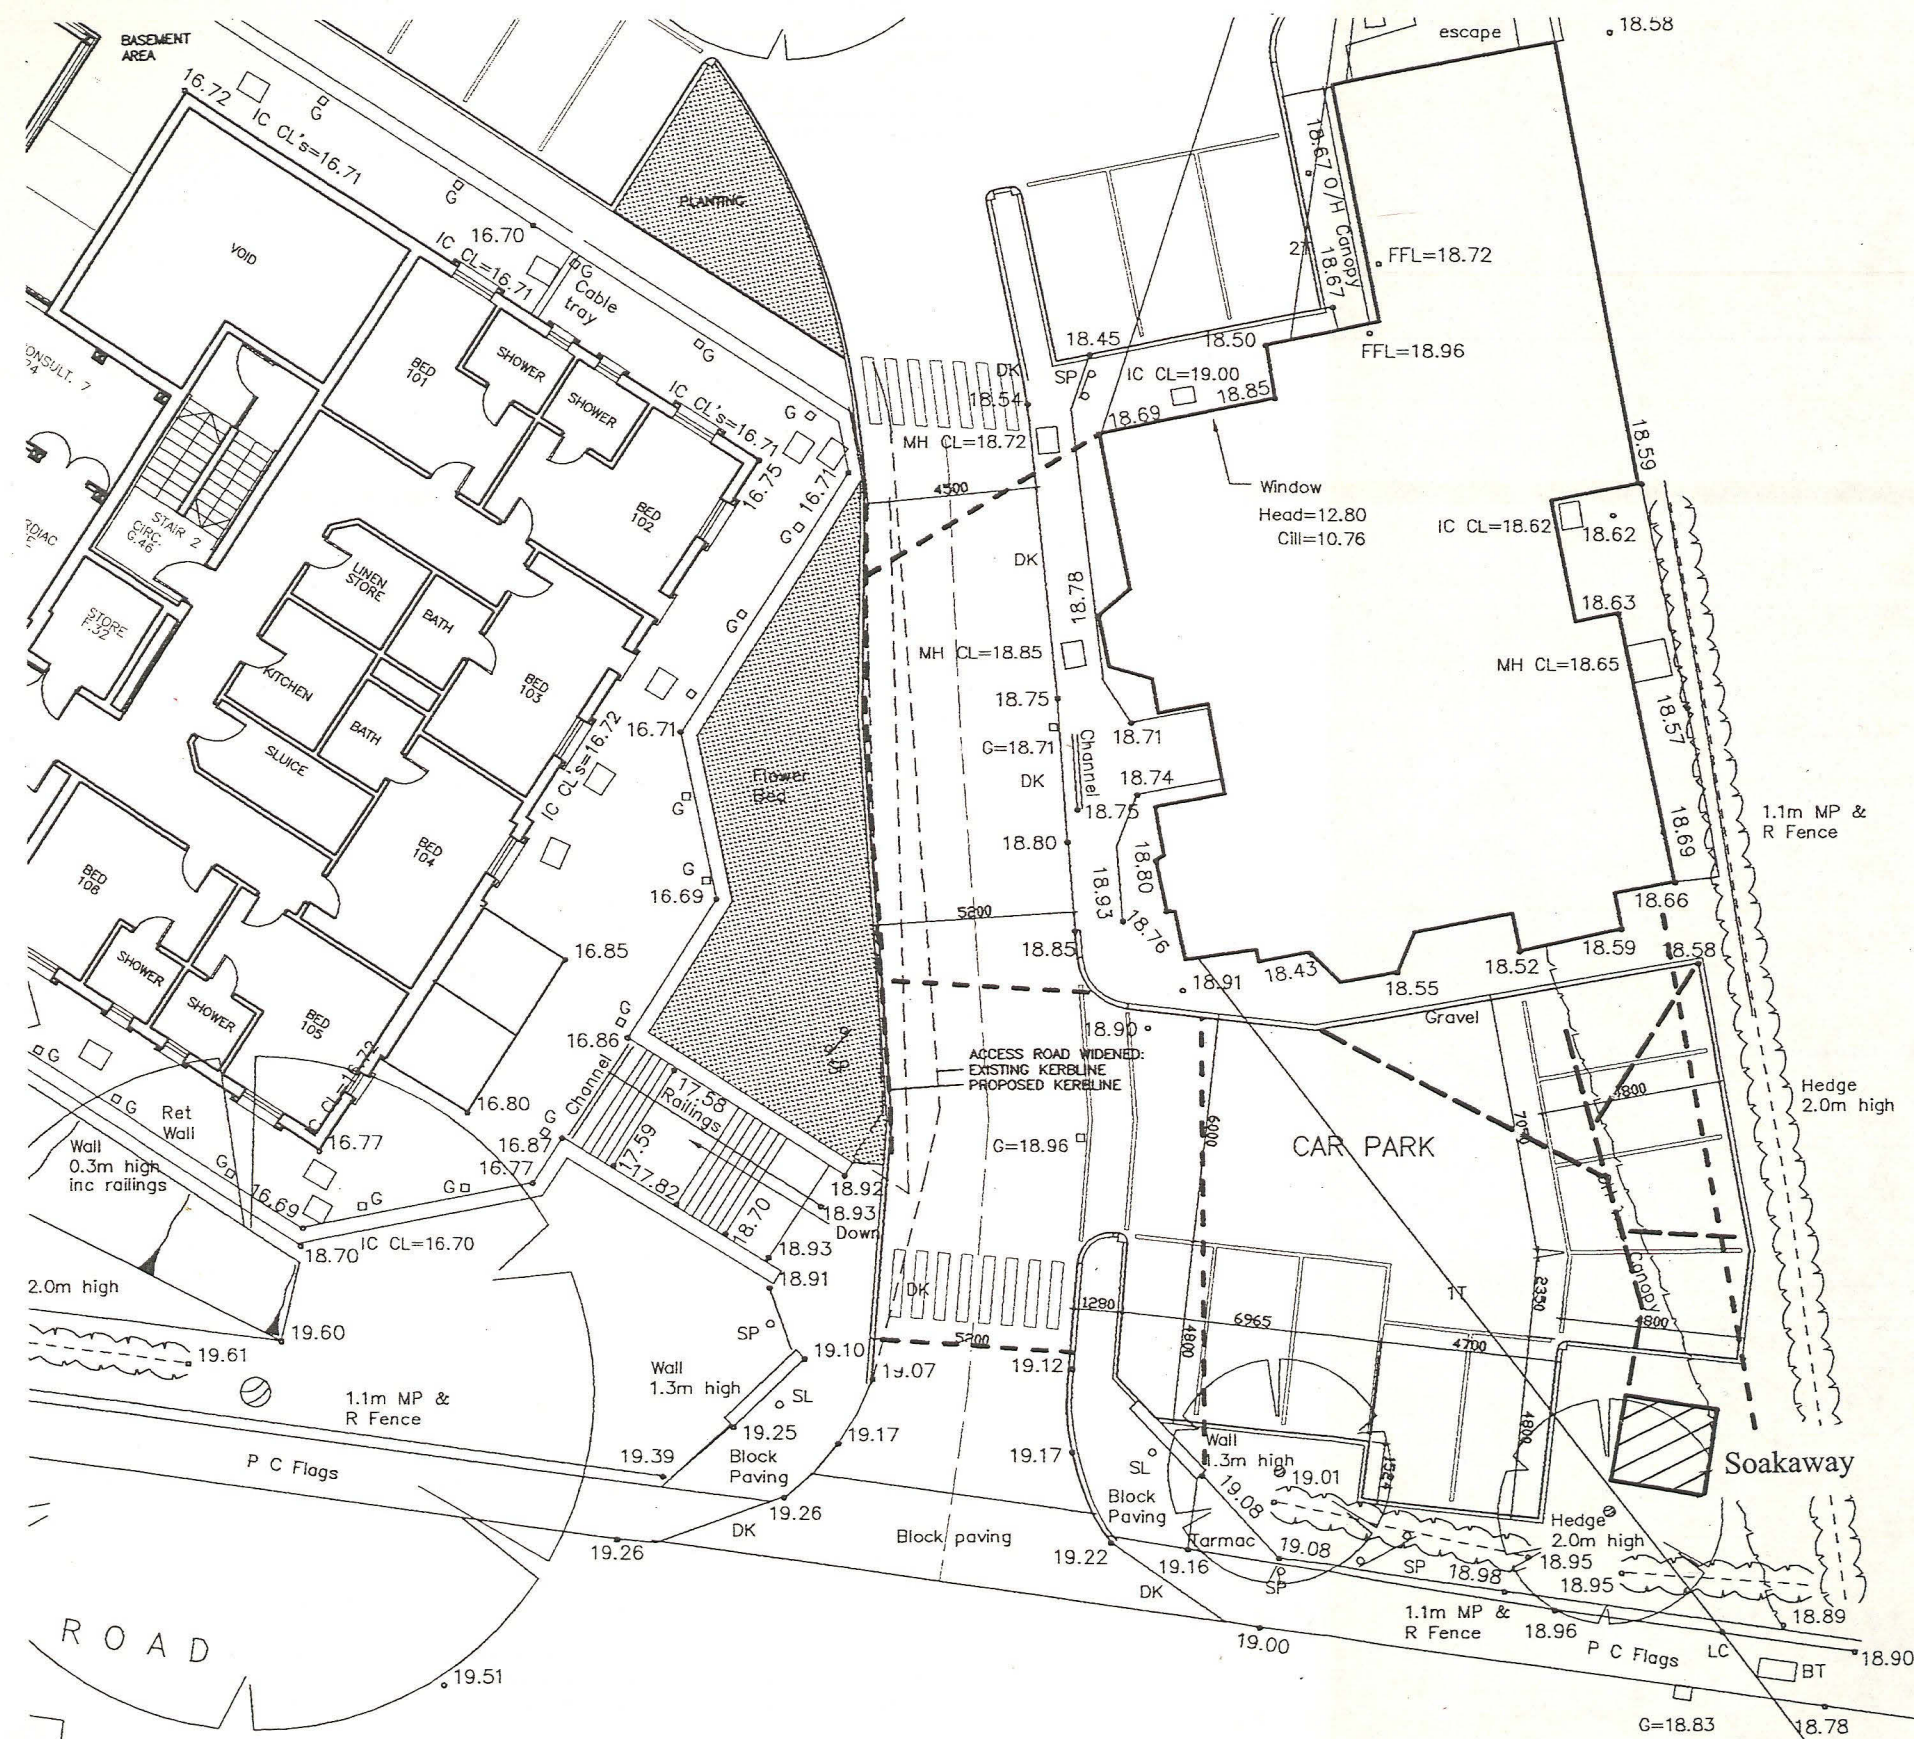 BASEMENT
AREA
escape
18.58
16.72
G
IC CL's=16.71
18.67 O/H Canopy
PLANTING
G
VOID
16.70
IC
CL=16.71
G
Cable
tray
18.67
FFL=18.72
G
18.45
18.50
FFL=18.96
BED
101
SHOWER
DK
SP
IC CL=19.00
SHOWER
IC CL's=16.71
G
18.54
18.69
18.85
MH CL=18.72
18.59
16.75
16.71
4500
Window
Head=12.80
Cill=10.76
BED
102
G
IC CL=18.62
18.62
STAIR 2
CIRC.
G.46
DK
LINEN
STORE
18.78
18.63
STORE
F.32
BATH
G
MH CL=18.85
MH CL=18.65
KITCHEN
BED
103
18.75
16.71
18.71
18.57
BATH
G=18.71
SLUICE
IC CL's=16.72
DK
Channel
18.74
Flower
Bed
G
18.75
1.1m MP &
R Fence
18.80
18.69
BED
104
18.80
BED
108
G
16.69
18.93
18.66
5200
18.76
18.85
18.59
18.58
16.85
18.52
SHOWER
18.43
18.91
18.55
SHOWER
BED
105
G
16.86
18.90
Gravel
G
ACCESS ROAD WIDENED:
EXISTING KERBLINE
PROPOSED KERBLINE
Channel
17.58
Railings
4800
Hedge
2.0m high
G
Ret
Wall
16.80
6000
CAR PARK
Wall
0.3m high
inc railings
16.77
16.87
G
17.59
G=18.96
G
16.77
17.82
18.92
16.69
G
G
18.93
18.70
Down
18.70
IC CL=16.70
18.93
Canopy
2.0m high
18.91
DK
1280
1T
2350
19.60
SP
6965
4800
19.61
5200
4800
4700
19.10
19.07
19.12
Wall
1.3m high
1.1m MP &
R Fence
SL
19.25
19.17
19.17
4800
Wall
1.3m high
Soakaway
P C Flags
19.39
Block
Paving
SL
19.01
19.08
19.26
Block
Paving
DK
Block paving
Hedge
2.0m high
19.26
19.22
Tarmac
19.16
19.08
SP
18.95
18.98
18.95
DK
SP
1.1m MP &
R Fence
18.96
18.89
ROAD
19.00
P C Flags
LC
18.90
BT
19.51
G=18.83
18.78